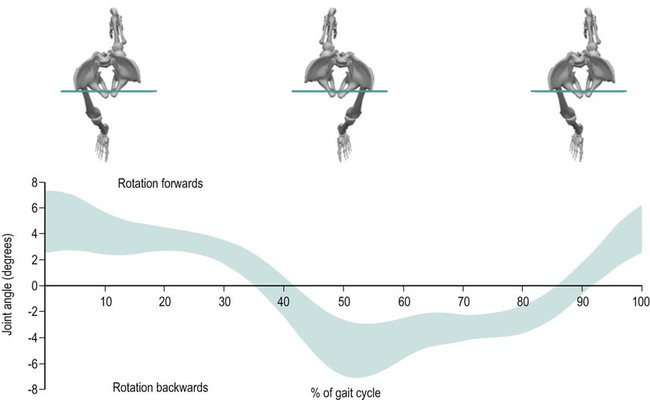 8
Rotation forwards
6
4
2
0
-2
-4
-6
-8
Joint angle (degrees)
10 20 30 40 50 60 70 80 90 100
Rotation backwards
% of gait cycle